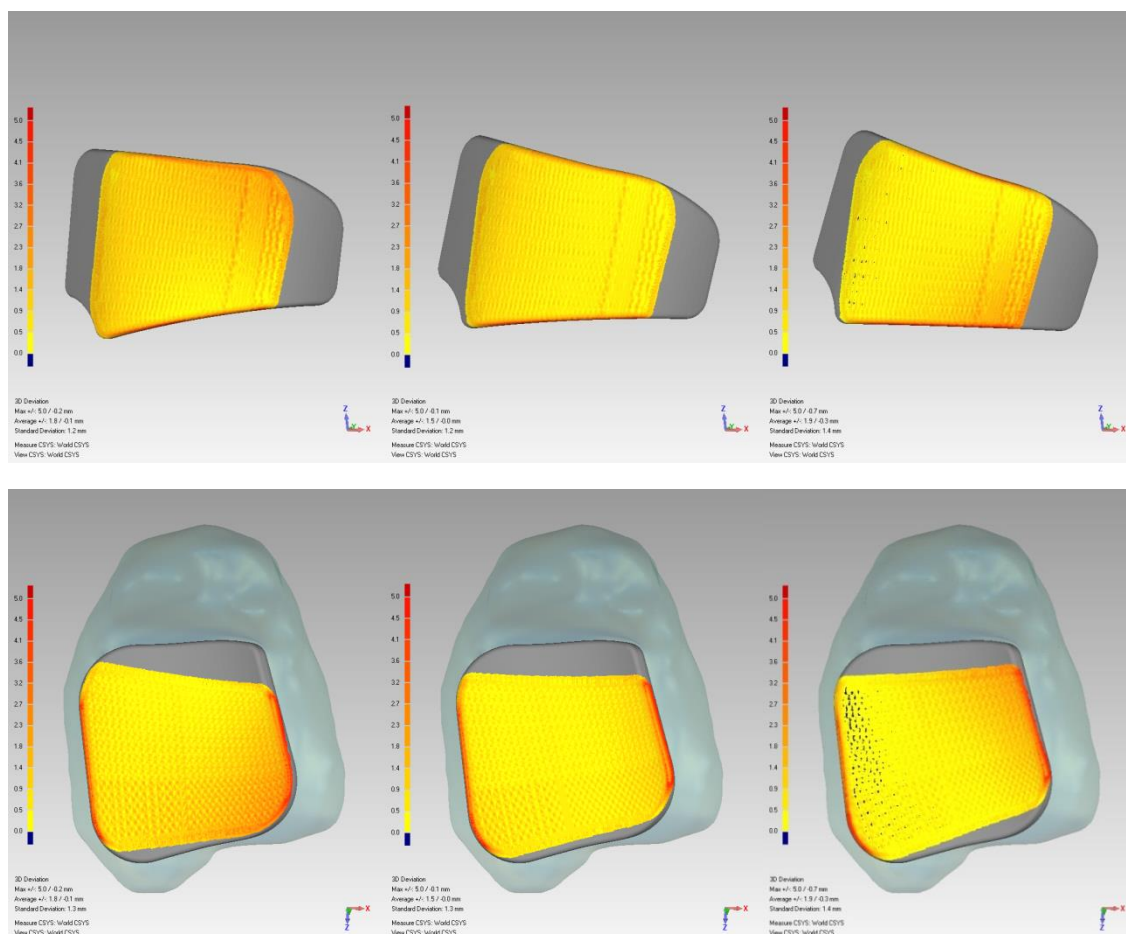 5.0
4.5
4.1
3.6
3.2
2.7
2.3
1.8
1.4
0.9
0.5
0.0
3D Deviation
Max +/-: 5.0 / -0.2 mm
Average +/-: 1.8 / -0.1 mm
Standard Deviation: 1.2 mm
Measure CSYS: World CSYS
View CSYS: World CSYS
Z
Y
X
5.0
4.5
4.1
3.6
3.2
2.7
2.3
1.8
1.4
0.9
0.5
0.0
3D Deviation
Max +/-: 5.0 / -0.1 mm
Average +/-: 1.5 / -0.0 mm
Standard Deviation: 1.2 mm
Measure CSYS: World CSYS
View CSYS: World CSYS
Z
Y
X
5.0
4.5
4.1
3.6
3.2
2.7
2.3
1.8
1.4
0.9
0.5
0.0
3D Deviation
Max +/-: 5.0 / -0.7 mm
Average +/-: 1.9 / -0.3 mm
Standard Deviation: 1.4 mm
Measure CSYS: World CSYS
View CSYS: World CSYS
Z
Y
X
5.0
4.5
4.1
3.6
3.2
2.7
2.3
1.8
1.4
0.9
0.5
0.0
3D Deviation
Max +/-: 5.0 / -0.2 mm
Average +/-: 1.8 / -0.1 mm
Standard Deviation: 1.3 mm
Measure CSYS: World CSYS
View CSYS: World CSYS
X
Z
5.0
4.5
4.1
3.6
3.2
2.7
2.3
1.8
1.4
0.9
0.5
0.0
3D Deviation
Max +/-: 5.0 / -0.1 mm
Average +/-: 1.5 / -0.0 mm
Standard Deviation: 1.3 mm
Measure CSYS: World CSYS
View CSYS: World CSYS
X
Z
5.0
4.5
4.1
3.6
3.2
2.7
2.3
1.8
1.4
0.9
0.5
0.0
3D Deviation
Max +/-: 5.0 / -0.7 mm
Average +/-: 1.9 / -0.3 mm
Standard Deviation: 1.4 mm
Measure CSYS: World CSYS
View CSYS: World CSYS
X
Z